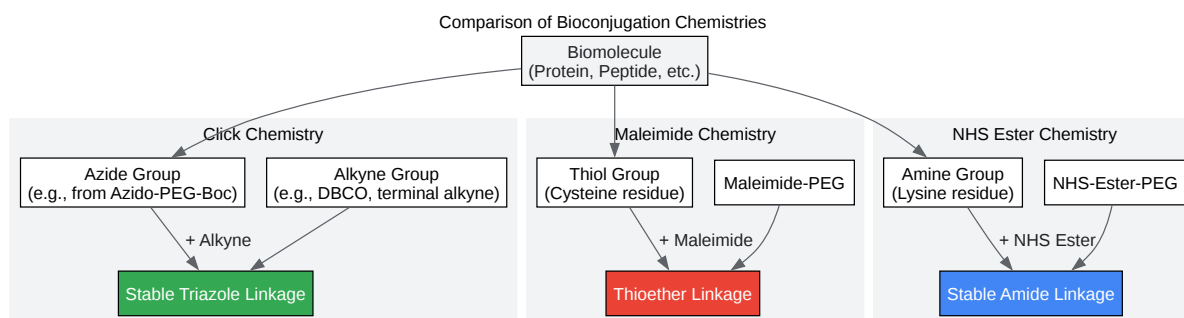 Comparison of Bioconjugation Chemistries
Biomolecule
(Protein, Peptide, etc.)
Click Chemistry
Azide Group
(e.g., from Azido-PEG-Boc)
Alkyne Group
(e.g., DBCO, terminal alkyne)
+ Alkyne
Stable Triazole Linkage
Maleimide Chemistry
Thiol Group
(Cysteine residue)
Maleimide-PEG
+ Maleimide
Thioether Linkage
NHS Ester Chemistry
Amine Group
(Lysine residue)
NHS-Ester-PEG
+ NHS Ester
Stable Amide Linkage